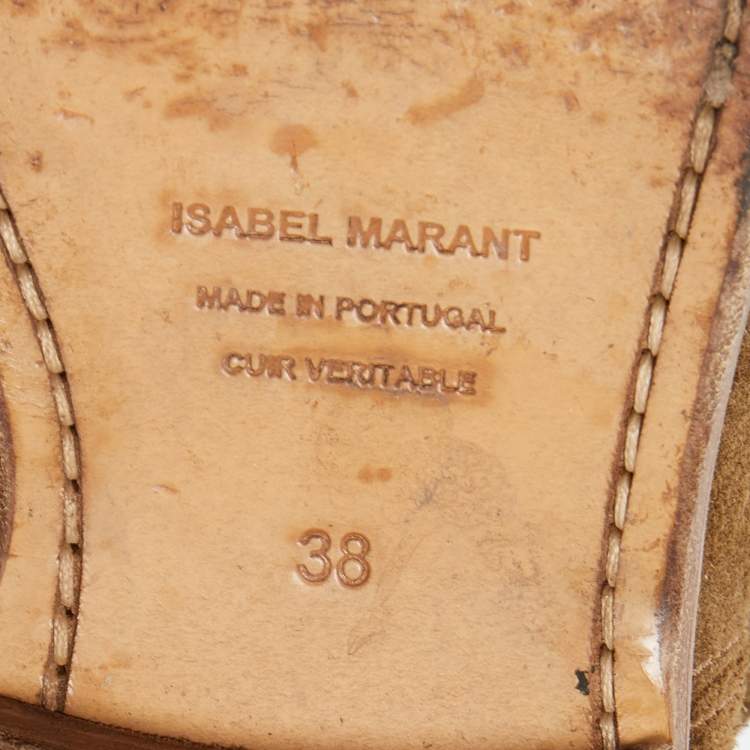 ISABEL MARANT
MADE IN PORTUGAL
CUIR VERITABLE
38